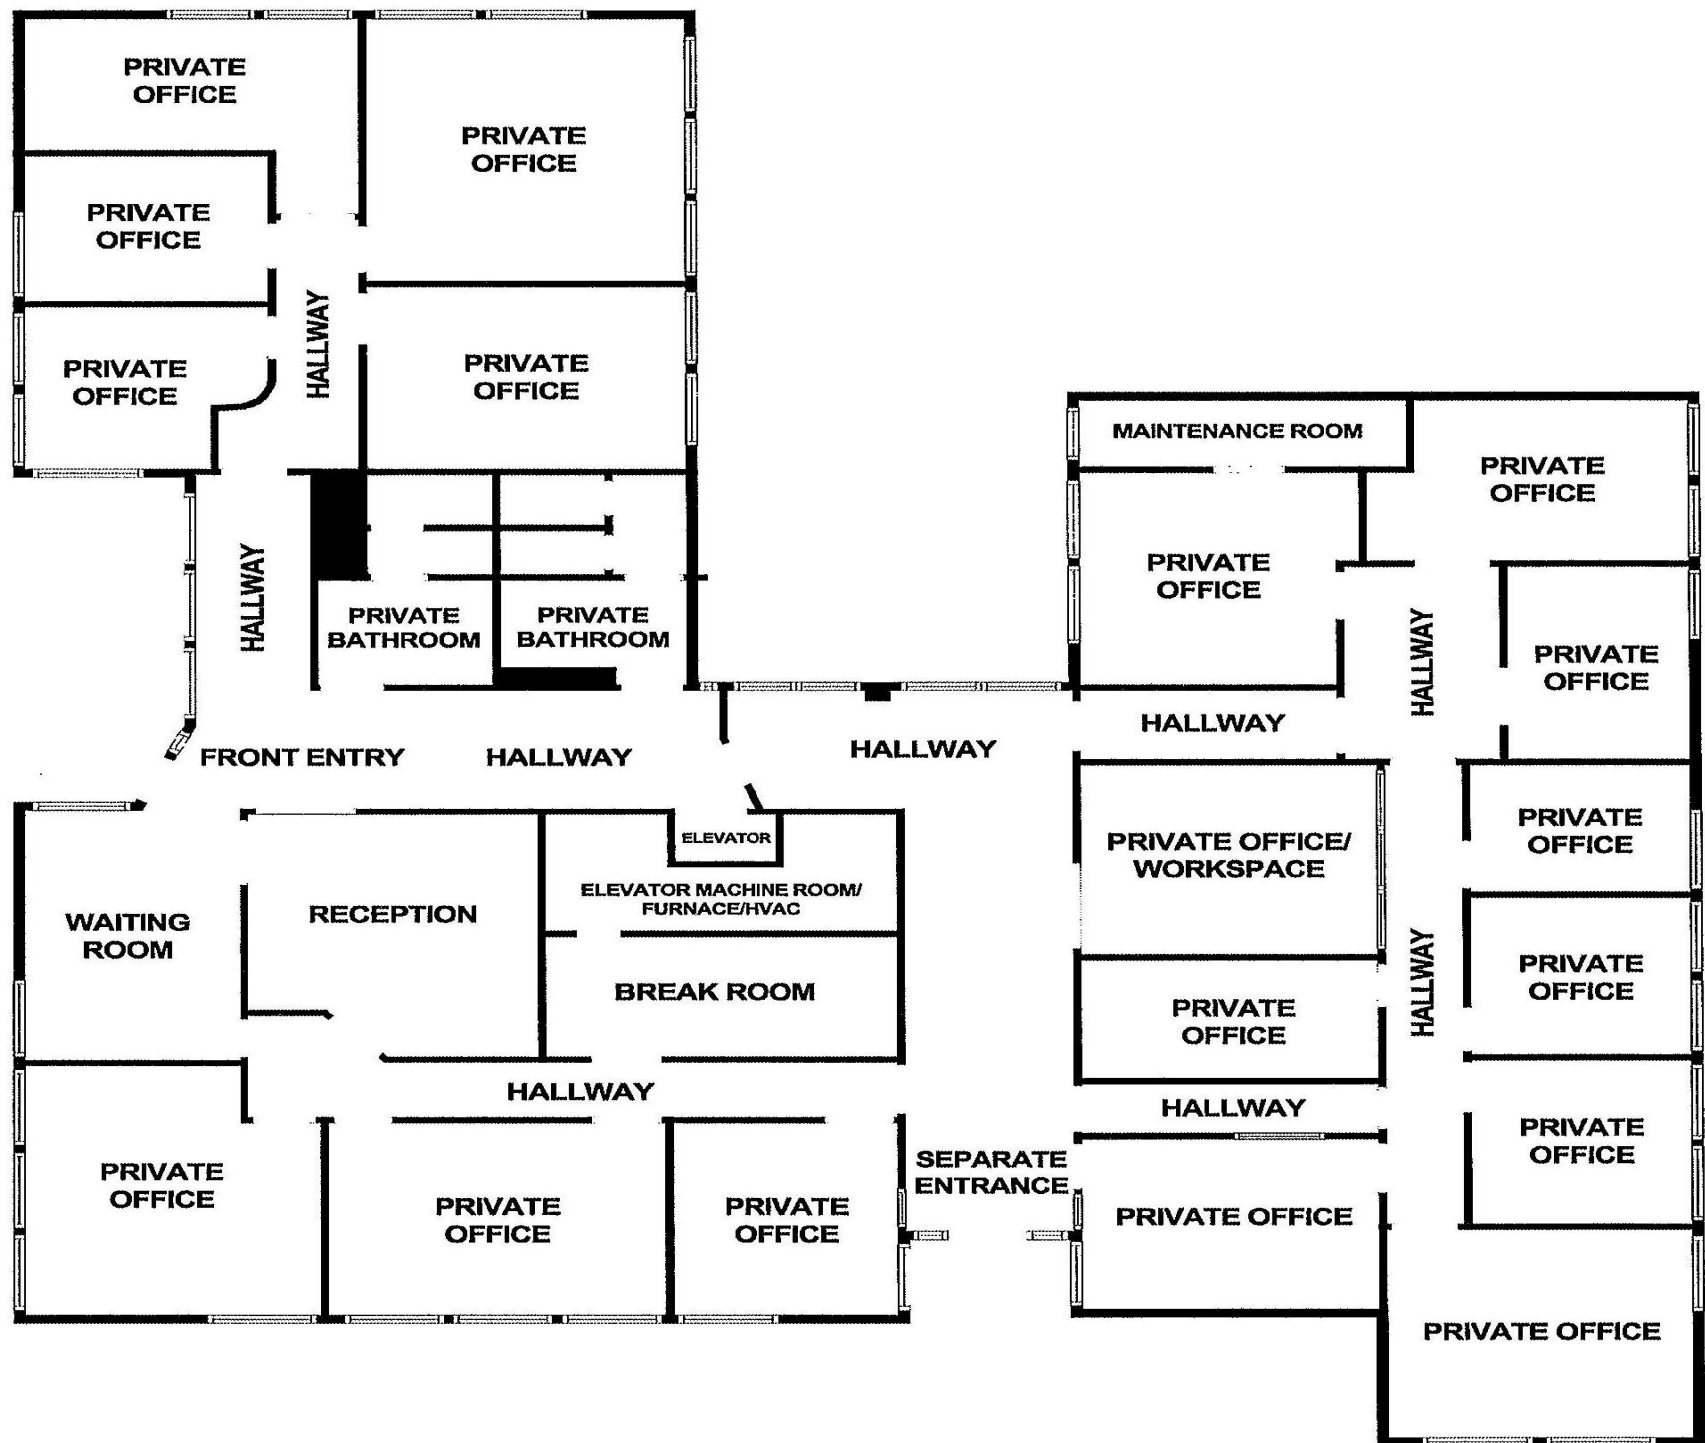 PRIVATE
OFFICE
PRIVATE
OFFICE
PRIVATE
OFFICE
PRIVATE
OFFICE
PRIVATE
OFFICE
HALLWAY
MAINTENANCE ROOM
PRIVATE
OFFICE
PRIVATE
OFFICE
HALLWAY
PRIVATE
BATHROOM
PRIVATE
BATHROOM
HALLWAY
PRIVATE
OFFICE
FRONT ENTRY
HALLWAY
HALLWAY
HALLWAY
ELEVATOR
PRIVATE OFFICE/
WORKSPACE
PRIVATE
OFFICE
ELEVATOR MACHINE ROOM/
FURNACE/HVAC
WAITING
ROOM
RECEPTION
BREAK ROOM
PRIVATE
OFFICE
HALLWAY
PRIVATE
OFFICE
HALLWAY
HALLWAY
PRIVATE
OFFICE
PRIVATE
OFFICE
PRIVATE
OFFICE
PRIVATE
OFFICE
SEPARATE
ENTRANCE
PRIVATE OFFICE
PRIVATE OFFICE